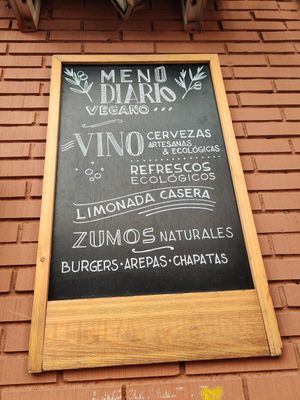 MENÚ
DIARIO
VEGANO
VINO CERVEZAS
ARTESANAS
& ECOLÓGICAS
REFRESCOS
ECOLÓGICOS
LIMONADA CASERA
ZUMOS NATURALES
BURGERS · AREPAS · CHAPATAS